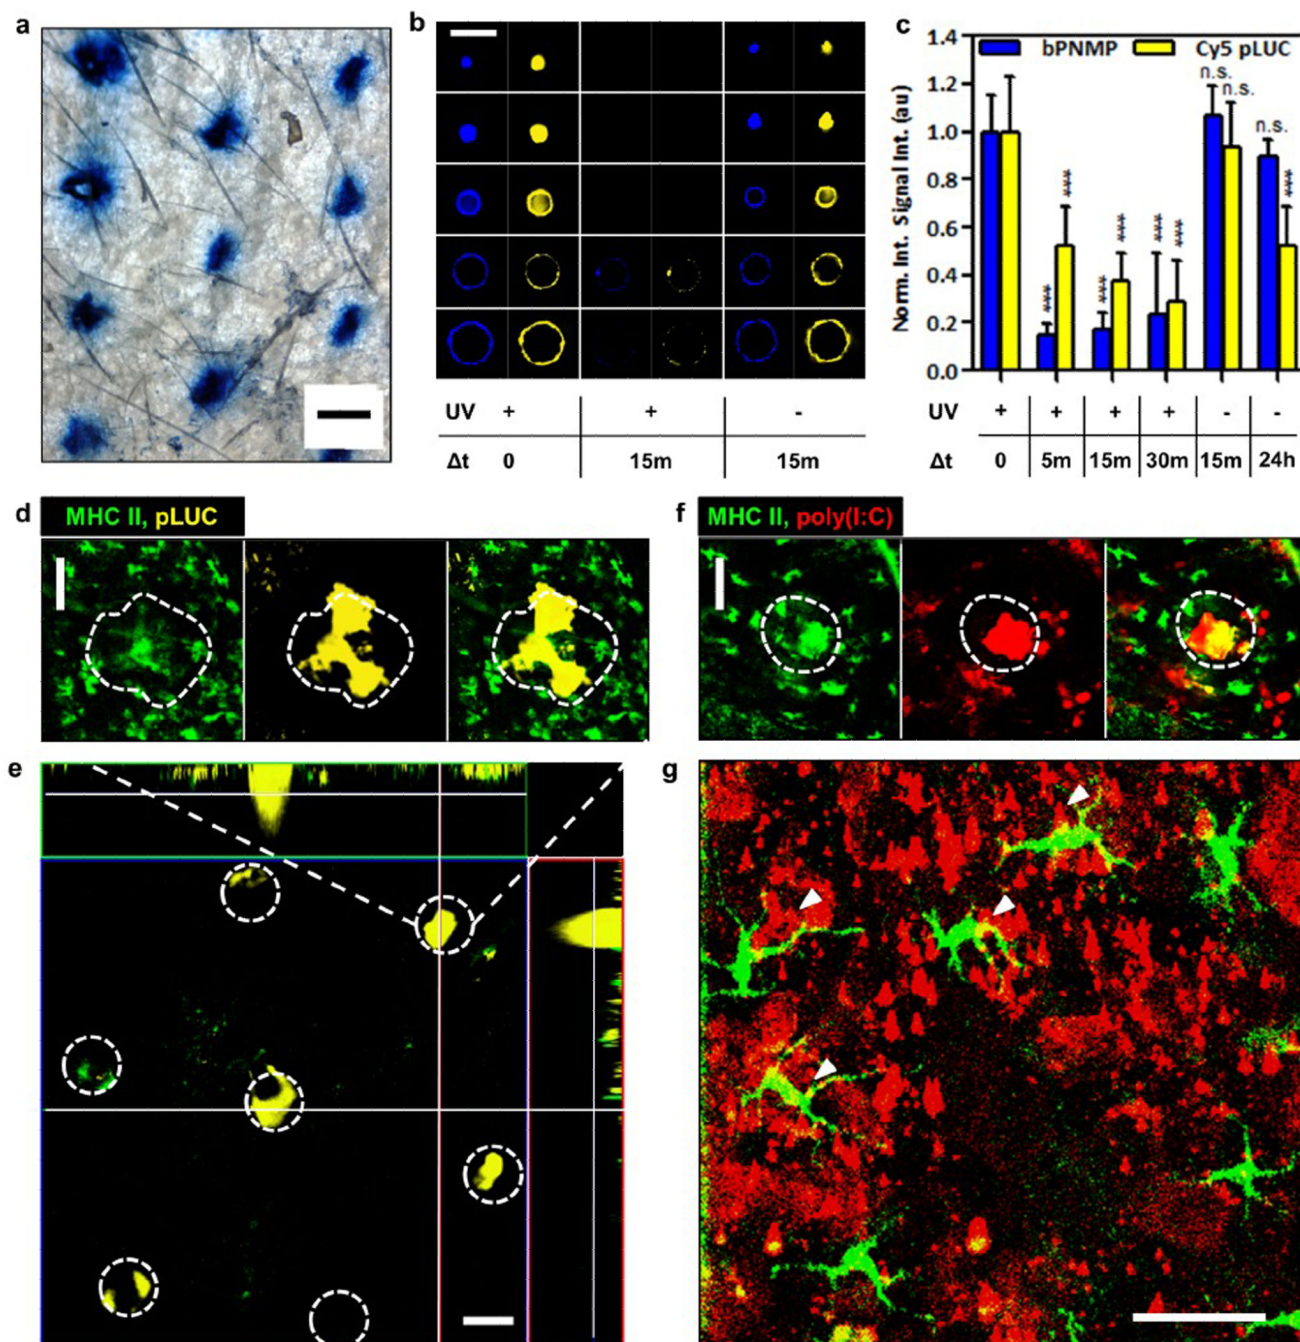 a
b
UV + + -
Δt 0 15m 15m
c
bPNMP Cy5 pLUC
Norm. Int. Signal Int. (au)
1.4
1.2
1.0
0.8
0.6
0.4
0.2
0.0
n.s.
n.s.
n.s.
***
***
***
***
***
***
***
UV + + + + - -
Δt 0 5m 15m 30m 15m 24h
d
MHC II, pLUC
f
MHC II, poly(I:C)
e
g